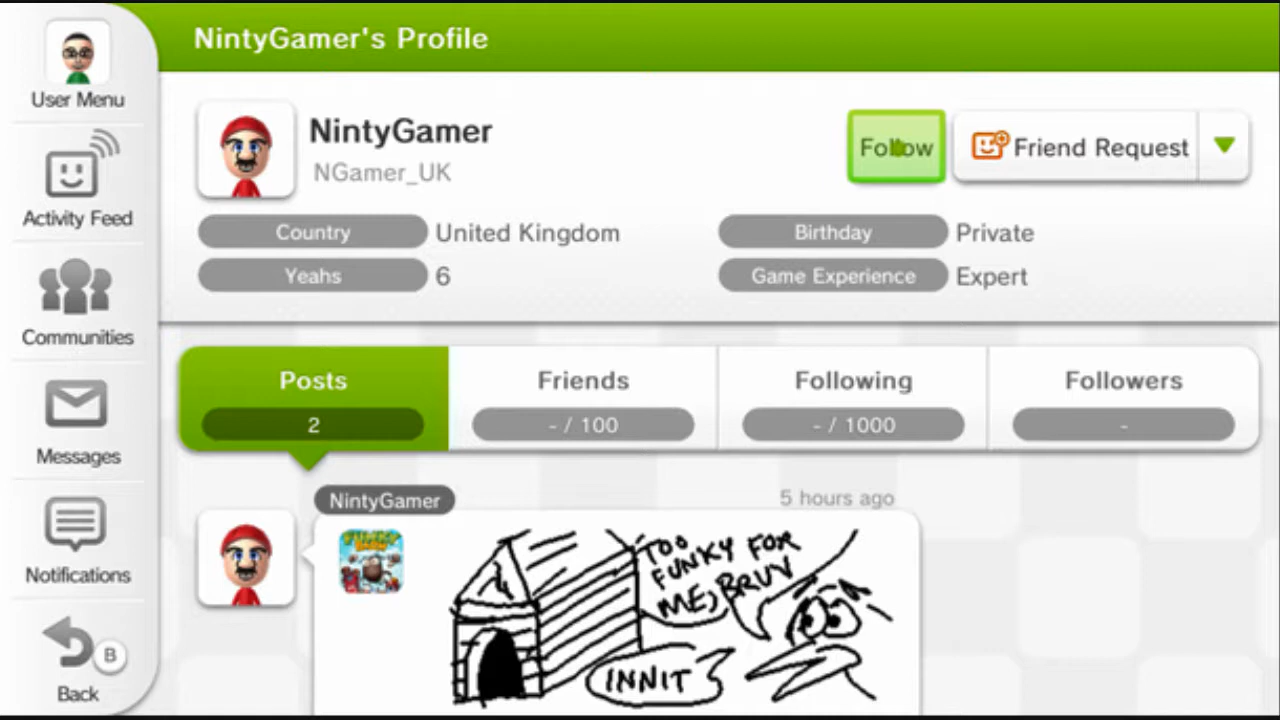 NintyGamer's Profile
User Menu
Activity Feed
Communities
Messages
Notifications
B
Back
NintyGamer
NGamer_UK
Follow
Friend Request
Country
United Kingdom
Birthday
Private
Yeahs
6
Game Experience
Expert
Posts
2
Friends
- / 100
Following
- / 1000
Followers
-
NintyGamer
5 hours ago
FUNKY
BARN
TOO
FUNKY FOR
ME, BRUV
INNIT